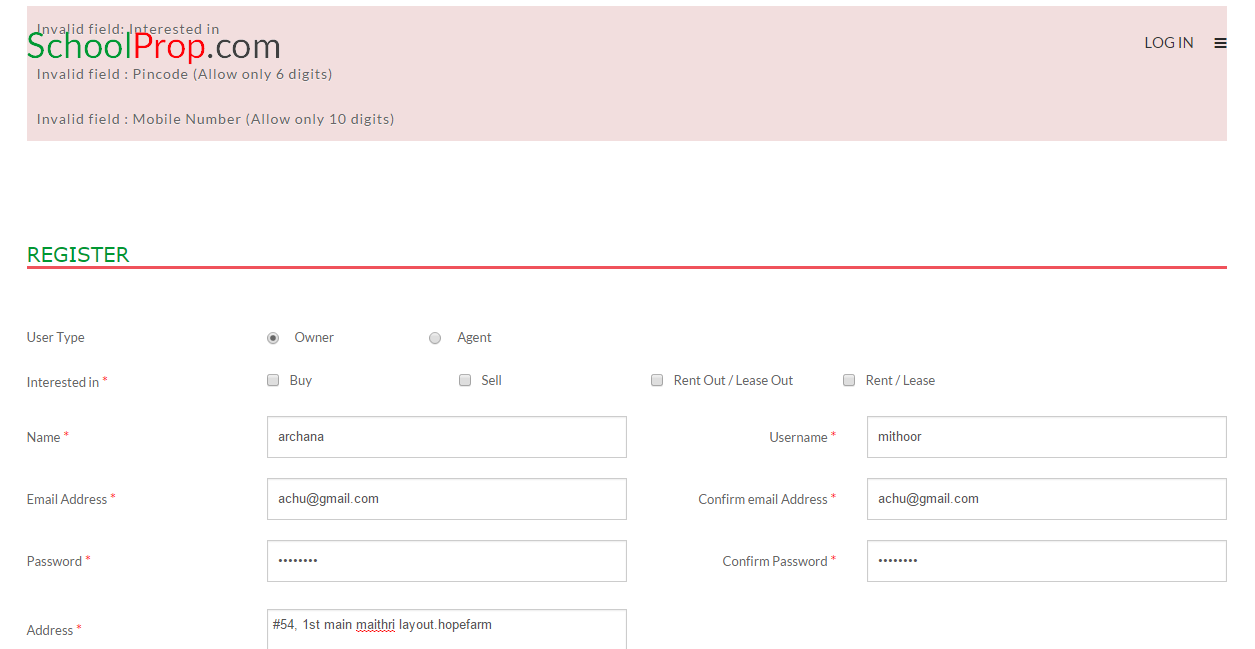 Invalid field: Interested in
SchoolProp.com
LOG IN
Invalid field : Pincode (Allow only 6 digits)
Invalid field : Mobile Number (Allow only 10 digits)
REGISTER
User Type Owner Agent
Interested in * Buy Sell Rent Out / Lease Out Rent / Lease
Name * archana Username * mithoor
Email Address * achu@gmail.com Confirm email Address * achu@gmail.com
Password * •••••••• Confirm Password * ••••••••
Address * #54, 1st main maithri layout.hopefarm